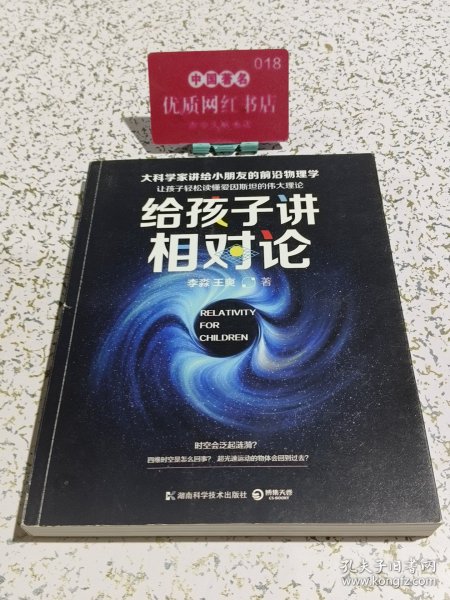 018
中国著名
优质网红书店
大科学家讲给小朋友的前沿物理学
让孩子轻松读懂爱因斯坦的伟大理论
给孩子讲
相对论
李淼 王爽 著
RELATIVITY
FOR
CHILDREN
时空会泛起涟漪?
四维时空是怎么回事? 超光速运动的物体会回到过去?
湖南科学技术出版社 博集天卷
CS-BOOKY
孔夫子旧书网
www.kongfz.com